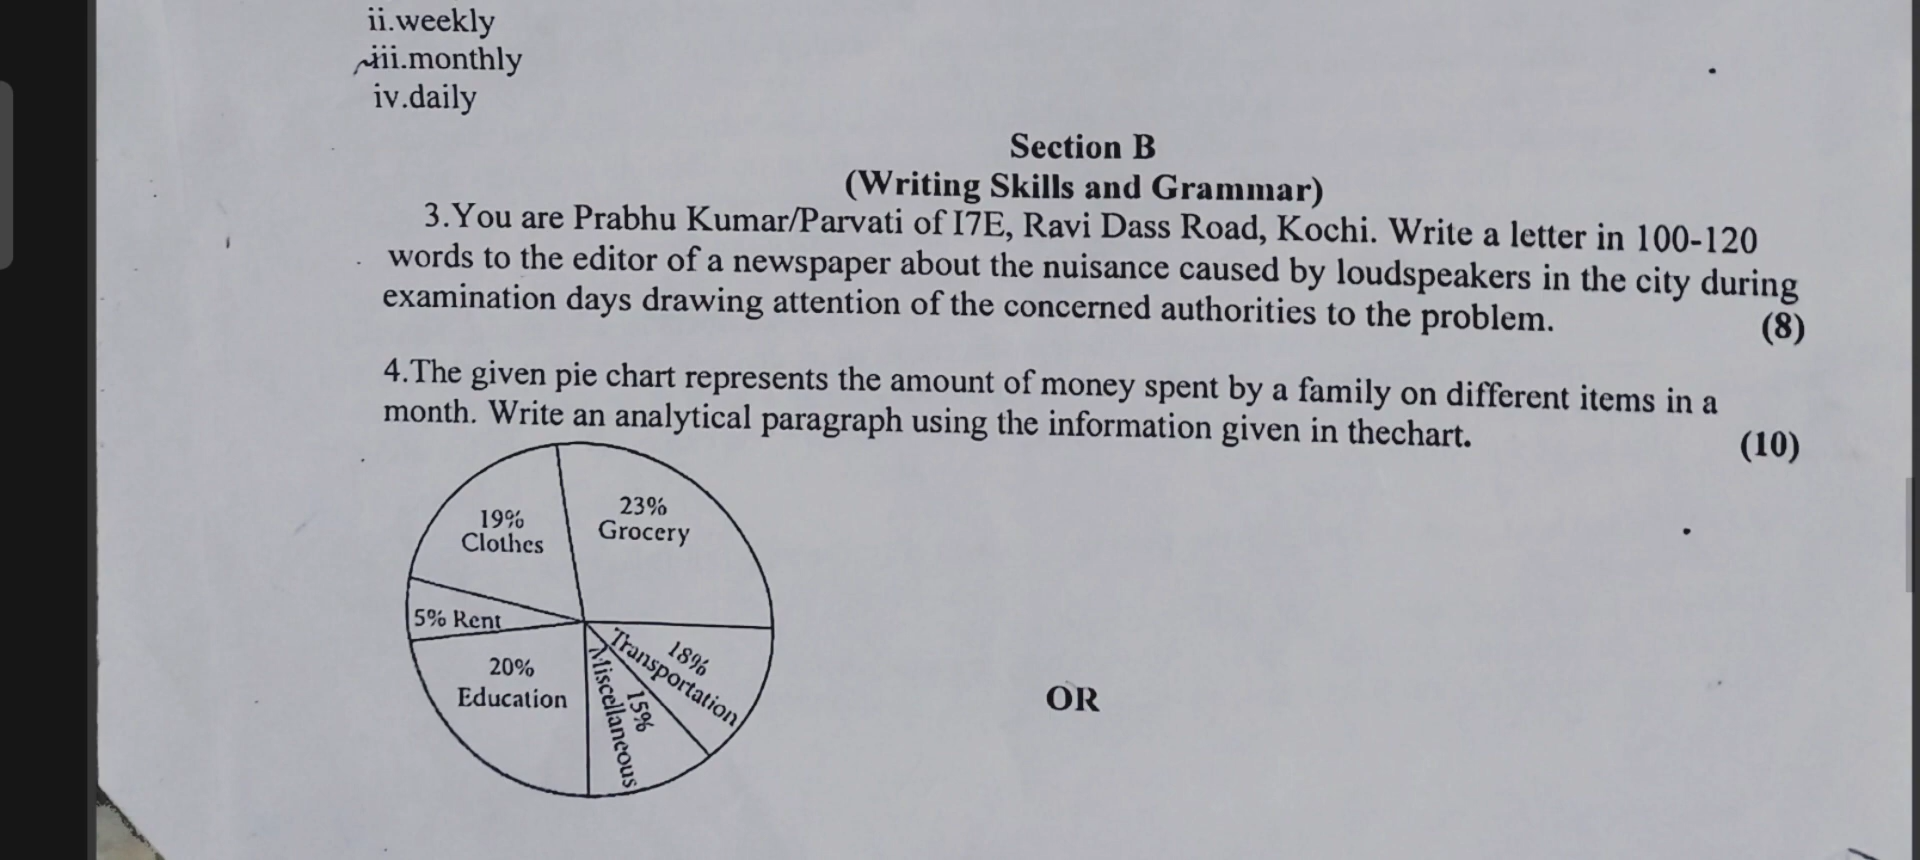 ii.weekly
iii.monthly
iv.daily
Section B
(Writing Skills and Grammar)
3.You are Prabhu Kumar/Parvati of I7E, Ravi Dass Road, Kochi. Write a letter in 100-120
words to the editor of a newspaper about the nuisance caused by loudspeakers in the city during
examination days drawing attention of the concerned authorities to the problem.
(8)
4.The given pie chart represents the amount of money spent by a family on different items in a
month. Write an analytical paragraph using the information given in thechart.
(10)
19%
Clothes
23%
Grocery
5% Rent
20%
Education
18%
Transportation
15%
Miscellaneous
OR